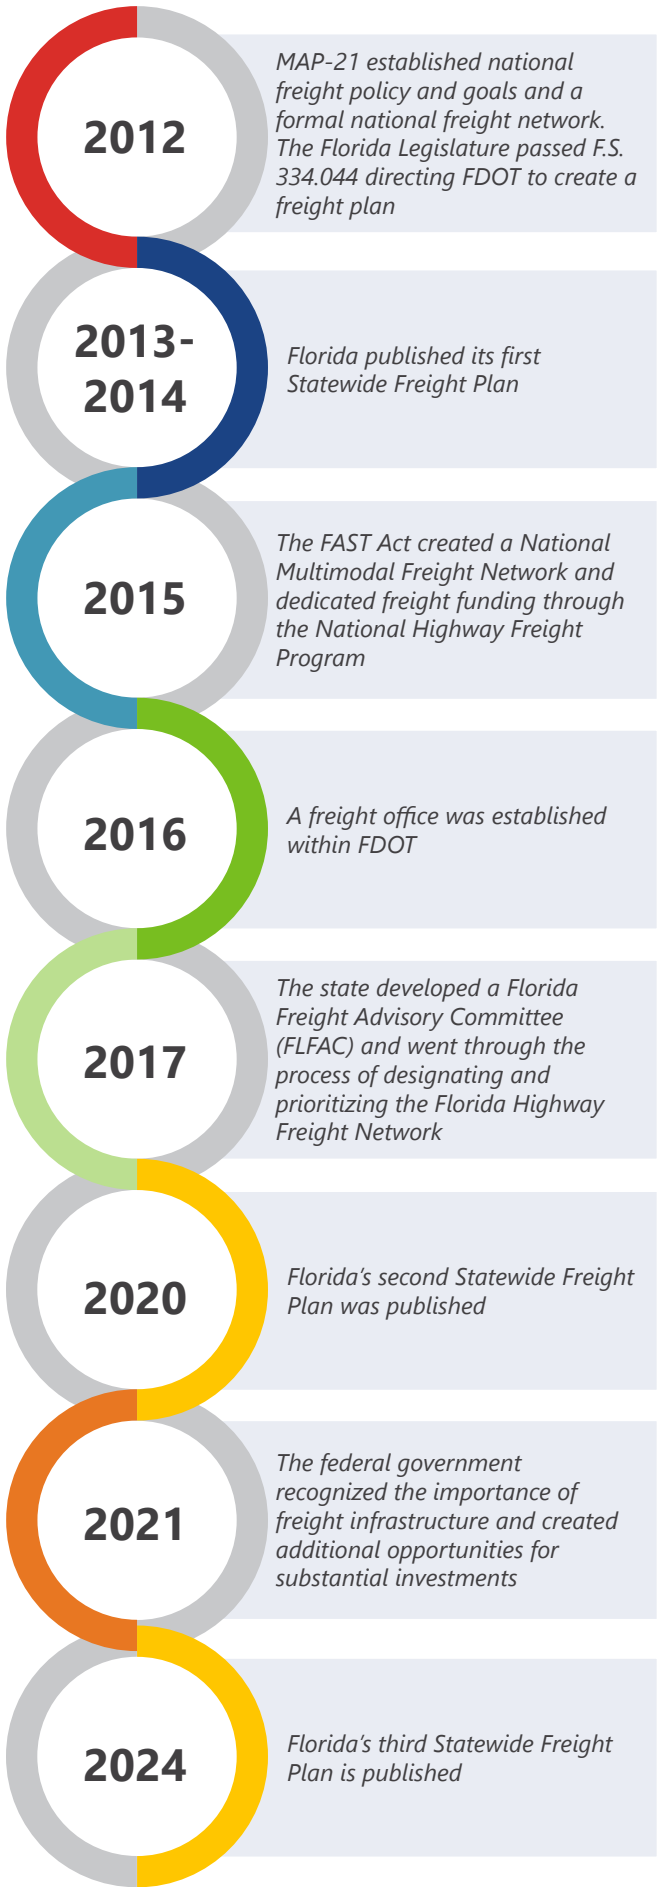 2012
MAP-21 established national
freight policy and goals and a
formal national freight network.
The Florida Legislature passed F.S.
334.044 directing FDOT to create a
freight plan
2013-
2014
Florida published its first
Statewide Freight Plan
2015
The FAST Act created a National
Multimodal Freight Network and
dedicated freight funding through
the National Highway Freight
Program
2016
A freight office was established
within FDOT
2017
The state developed a Florida
Freight Advisory Committee
(FLFAC) and went through the
process of designating and
prioritizing the Florida Highway
Freight Network
2020
Florida’s second Statewide Freight
Plan was published
2021
The federal government
recognized the importance of
freight infrastructure and created
additional opportunities for
substantial investments
2024
Florida’s third Statewide Freight
Plan is published